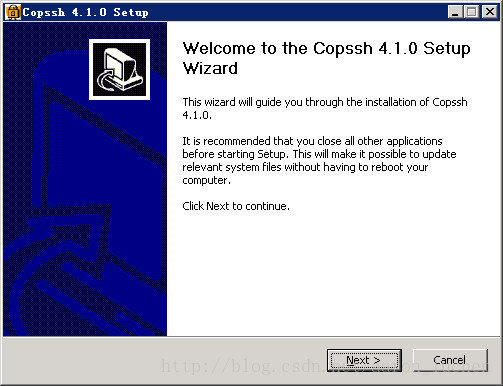 Copssh 4.1.0 Setup
Welcome to the Copssh 4.1.0 Setup
Wizard
This wizard will guide you through the installation of Copssh
4.1.0.
It is recommended that you close all other applications
before starting Setup. This will make it possible to update
relevant system files without having to reboot your
computer.
Click Next to continue.
Next >
Cancel
http://blog.csdn